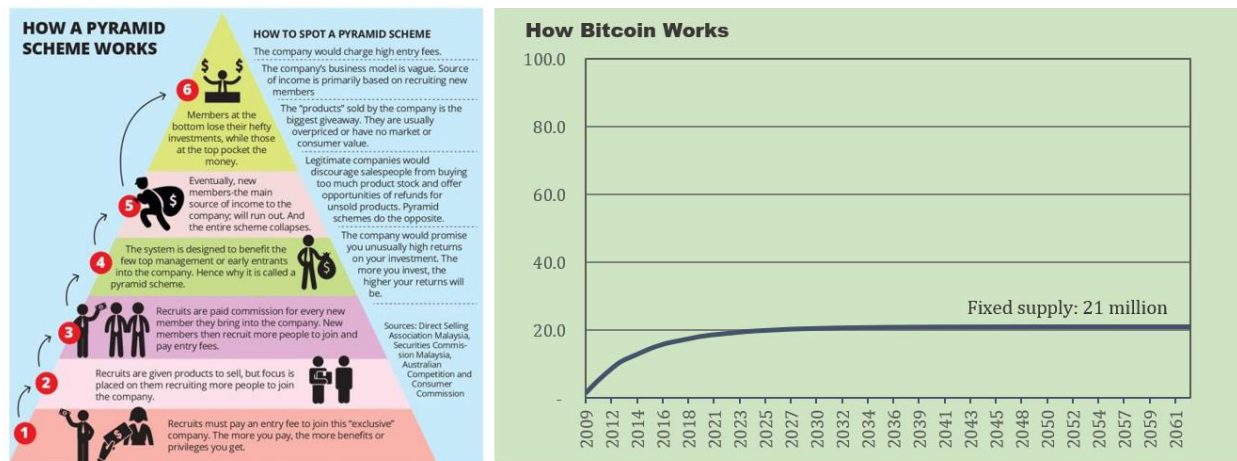 HOW A PYRAMID
SCHEME WORKS
HOW TO SPOT A PYRAMID SCHEME
The company would charge high entry fees.
The company's business model is vague. Source
of income is primarily based on recruiting new
members
The "products" sold by the company is the
biggest giveaway. They are usually
overpriced or have no market or
consumer value.
Legitimate companies would
discourage salespeople from buying
too much product stock and offer
opportunities of refunds for
unsold products. Pyramid
schemes do the opposite.
The company would promise
you unusually high returns
on your investment. The
more you invest, the
higher your returns will
be.
Sources: Direct Selling
Association Malaysia,
Securities Commis-
sion Malaysia,
Australian
Competition and
Consumer
Commission
$ $
6
Members at the
bottom lose their hefty
investments, while those
at the top pocket the
money.
5
$
Eventually, new
members-the main
source of income to the
company; will run out. And
the entire scheme collapses.
4
The system is designed to benefit the
few top management or early entrants
into the company. Hence why it is called a
pyramid scheme.
$
3
Recruits are paid commission for every new
member they bring into the company. New
members then recruit more people to join and
pay entry fees.
2
Recruits are given products to sell, but focus is
placed on them recruiting more people to join
the company.
1
Recruits must pay an entry fee to join this "exclusive"
company. The more you pay, the more benefits or
privileges you get.
How Bitcoin Works
100.0
80.0
60.0
40.0
20.0
-
Fixed supply: 21 million
2009 2012 2014 2016 2018 2021 2023 2025 2027 2030 2032 2034 2036 2039 2041 2043 2045 2048 2050 2052 2054 2057 2059 2061